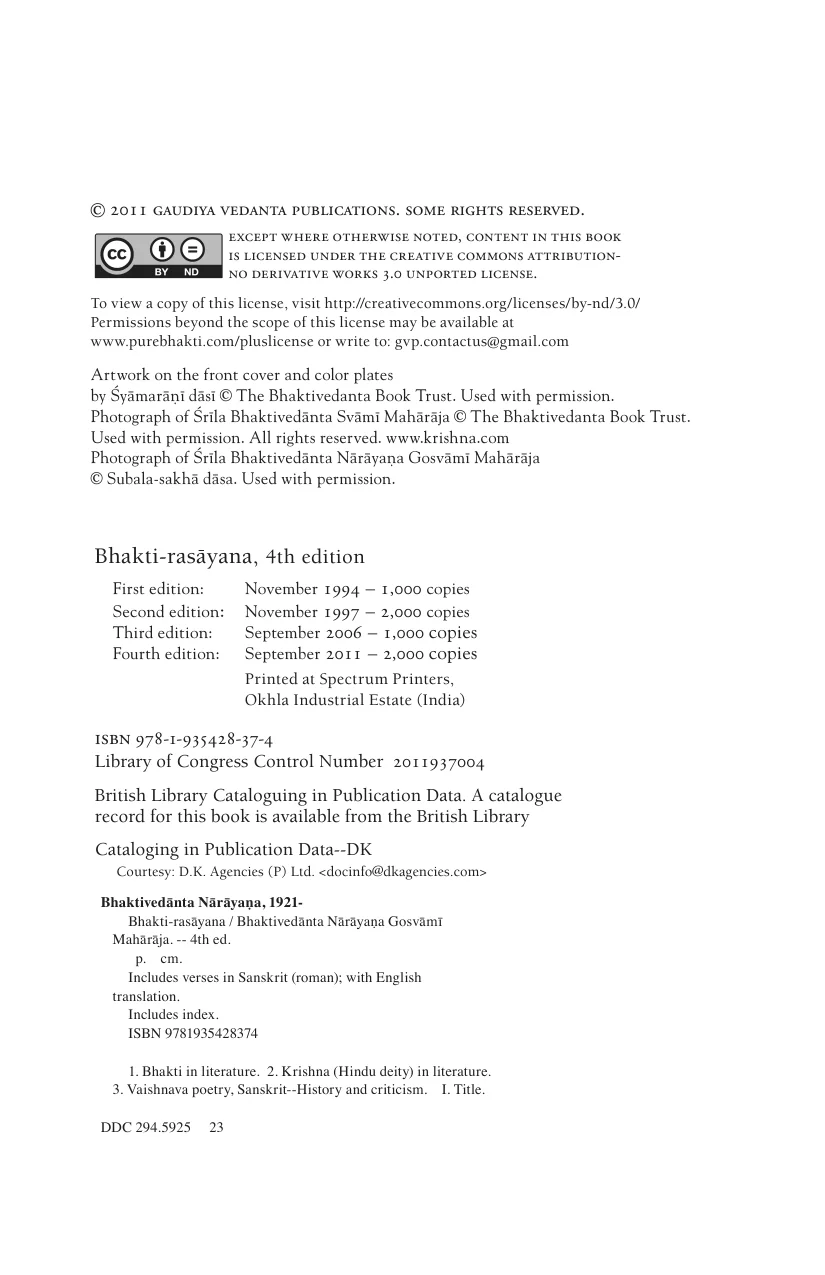 © 2011 GAUDIYA VEDANTA PUBLICATIONS. SOME RIGHTS RESERVED.
EXCEPT WHERE OTHERWISE NOTED, CONTENT IN THIS BOOK
IS LICENSED UNDER THE CREATIVE COMMONS ATTRIBUTION-
NO DERIVATIVE WORKS 3.0 UNPORTED LICENSE.
cc BY ND
To view a copy of this license, visit http://creativecommons.org/licenses/by-nd/3.0/
Permissions beyond the scope of this license may be available at
www.purebhakti.com/pluslicense or write to: gvp.contactus@gmail.com
Artwork on the front cover and color plates
by Śyāmarāṇī dāsī © The Bhaktivedanta Book Trust. Used with permission.
Photograph of Śrīla Bhaktivedānta Svāmī Mahārāja © The Bhaktivedanta Book Trust.
Used with permission. All rights reserved. www.krishna.com
Photograph of Śrīla Bhaktivedānta Nārāyaṇa Gosvāmī Mahārāja
© Subala-sakhā dāsa. Used with permission.
Bhakti-rasāyana, 4th edition
First edition: November 1994 – 1,000 copies
Second edition: November 1997 – 2,000 copies
Third edition: September 2006 – 1,000 copies
Fourth edition: September 2011 – 2,000 copies
Printed at Spectrum Printers,
Okhla Industrial Estate (India)
ISBN 978-1-935428-37-4
Library of Congress Control Number 2011937004
British Library Cataloguing in Publication Data. A catalogue
record for this book is available from the British Library
Cataloging in Publication Data--DK
Courtesy: D.K. Agencies (P) Ltd. <docinfo@dkagencies.com>
Bhaktivedānta Nārāyaṇa, 1921-
Bhakti-rasāyana / Bhaktivedānta Nārāyaṇa Gosvāmī
Mahārāja. -- 4th ed.
p. cm.
Includes verses in Sanskrit (roman); with English
translation.
Includes index.
ISBN 9781935428374
1. Bhakti in literature. 2. Krishna (Hindu deity) in literature.
3. Vaishnava poetry, Sanskrit--History and criticism. I. Title.
DDC 294.5925 23